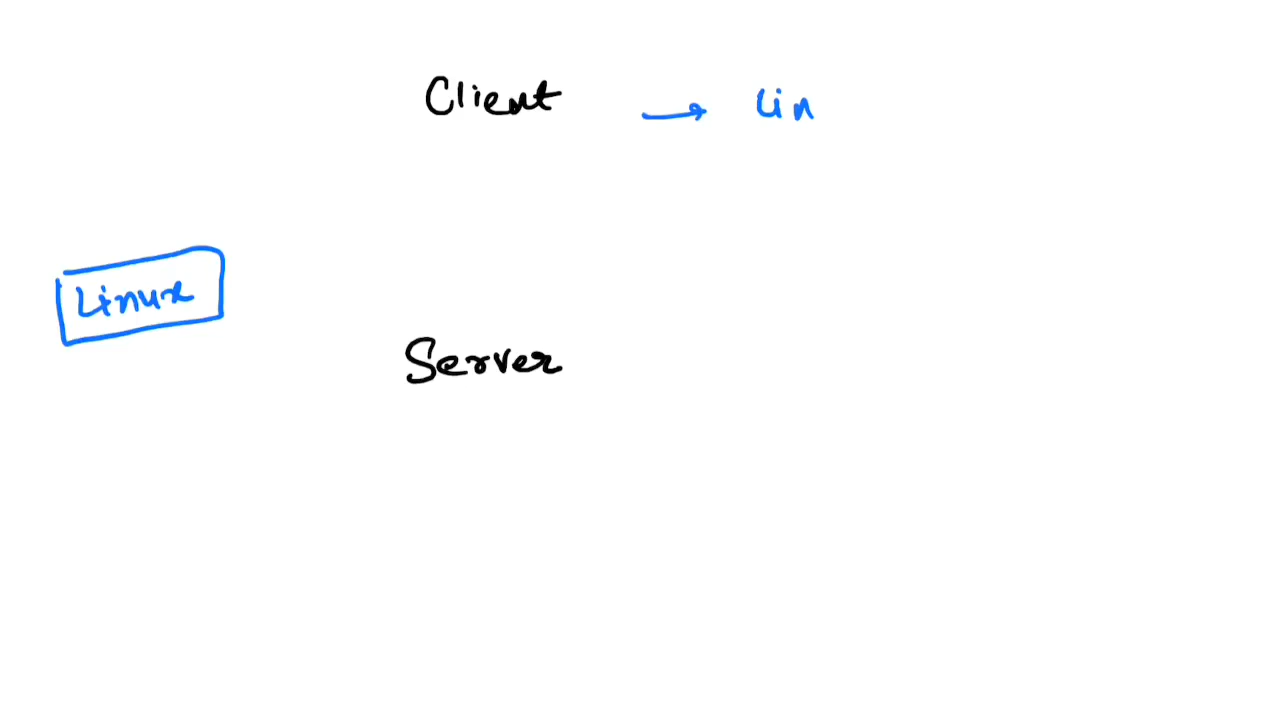 Client → Lin
Linux
Server